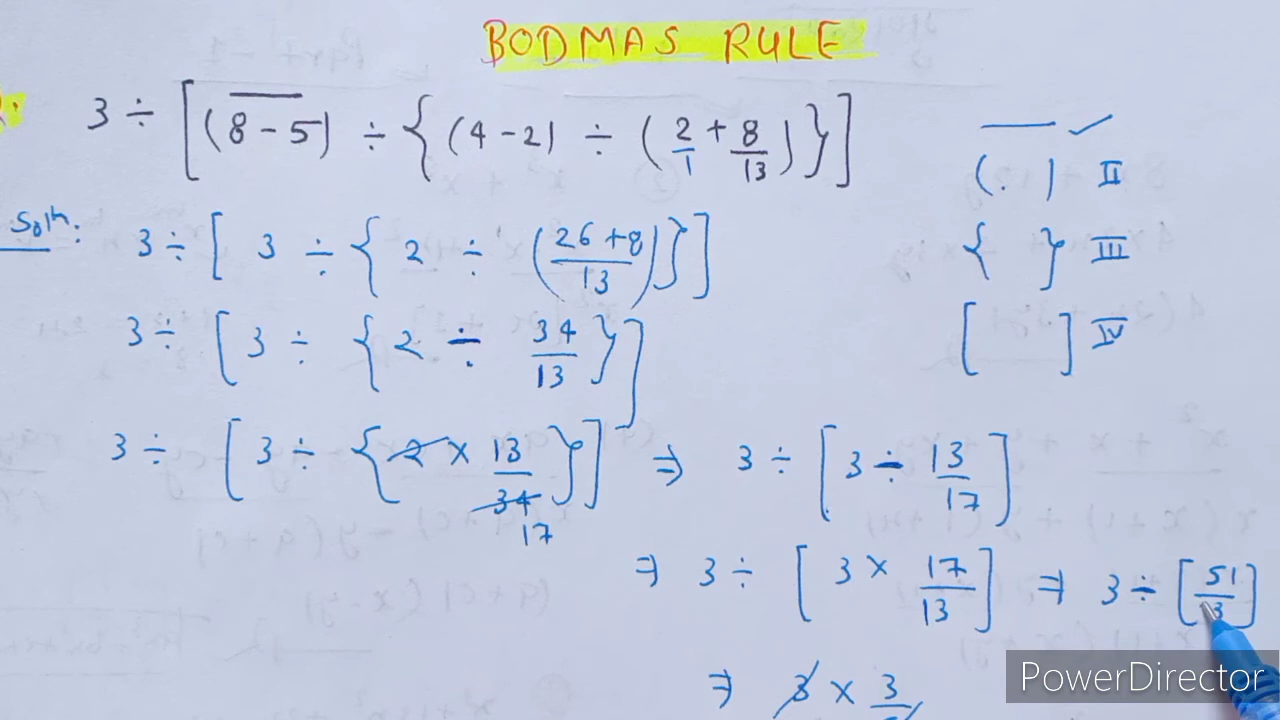 BODMAS RULE
3 ÷ [(8 - 5) ÷ {(4 - 2) ÷ (2/1 + 8/13)}]
( ) II
Soln:
3 ÷ [ 3 ÷ { 2 ÷ (26 + 8/13)}]
{ } III
3 ÷ [ 3 ÷ { 2 ÷ 34/13 }]
[ ] IV
3 ÷ [ 3 ÷ { 2 × 13/34 }] ⇒ 3 ÷ [ 3 ÷ 13/17 ]
17
⇒ 3 ÷ [ 3 × 17/13 ] ⇒ 3 ÷ [ 51/3 ]
⇒ 3 × 3
PowerDirector